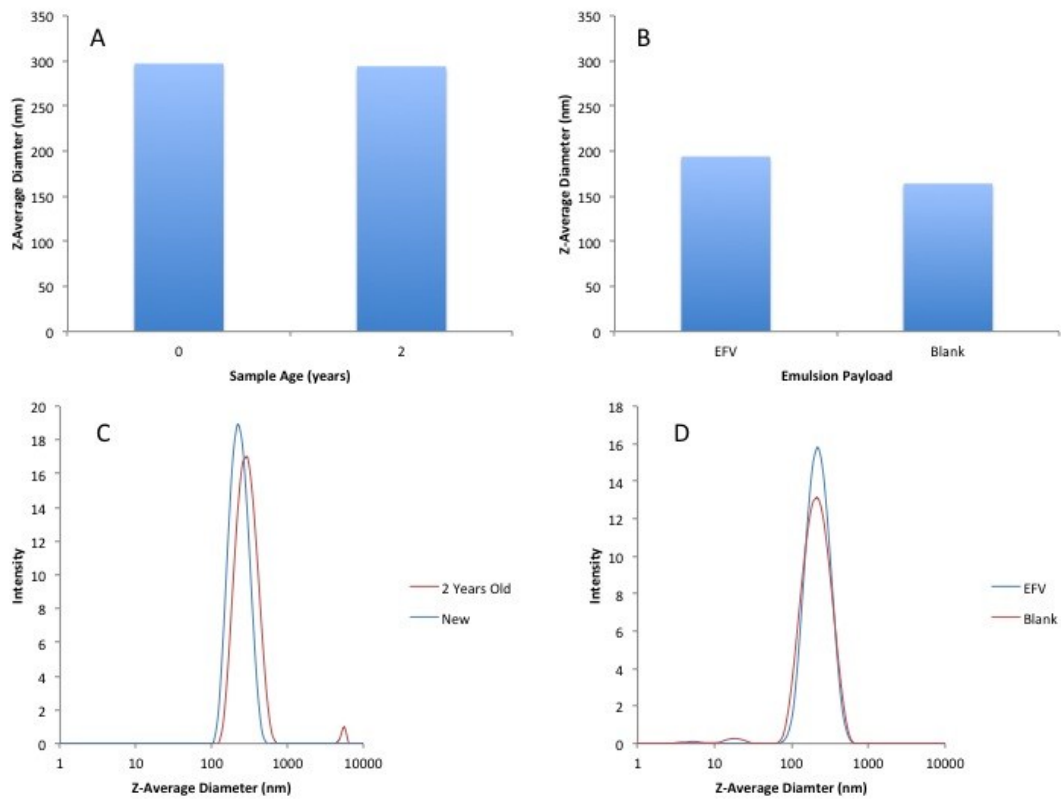 A
350
300
250
200
150
100
50
0
Z-Average Diamter (nm)
0
2
Sample Age (years)
B
350
300
250
200
150
100
50
0
Z-Average Diameter (nm)
EFV
Blank
Emulsion Payload
C
20
18
16
14
12
10
8
6
4
2
0
Intensity
1
10
100
1000
10000
Z-Average Diameter (nm)
2 Years Old
New
D
18
16
14
12
10
8
6
4
2
0
Intensity
1
10
100
1000
10000
Z-Average Diamter (nm)
EFV
Blank